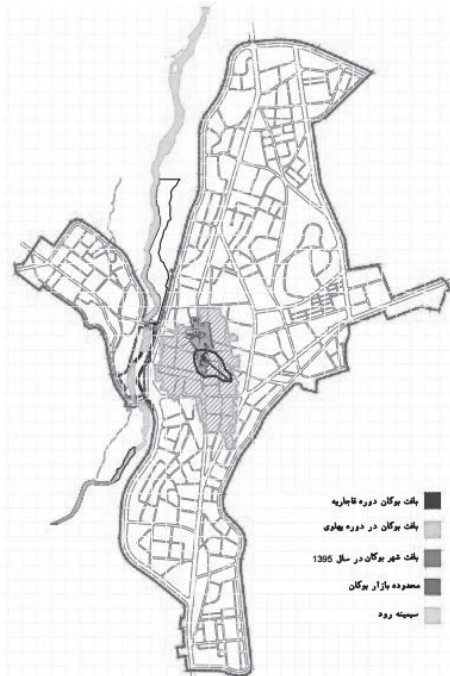 بافت بوکان دوره قاجاریه
بافت بوکان در دوره پهلوی
بافت شهر بوکان در سال 1395
محدوده بازار بوکان
سیمینه رود